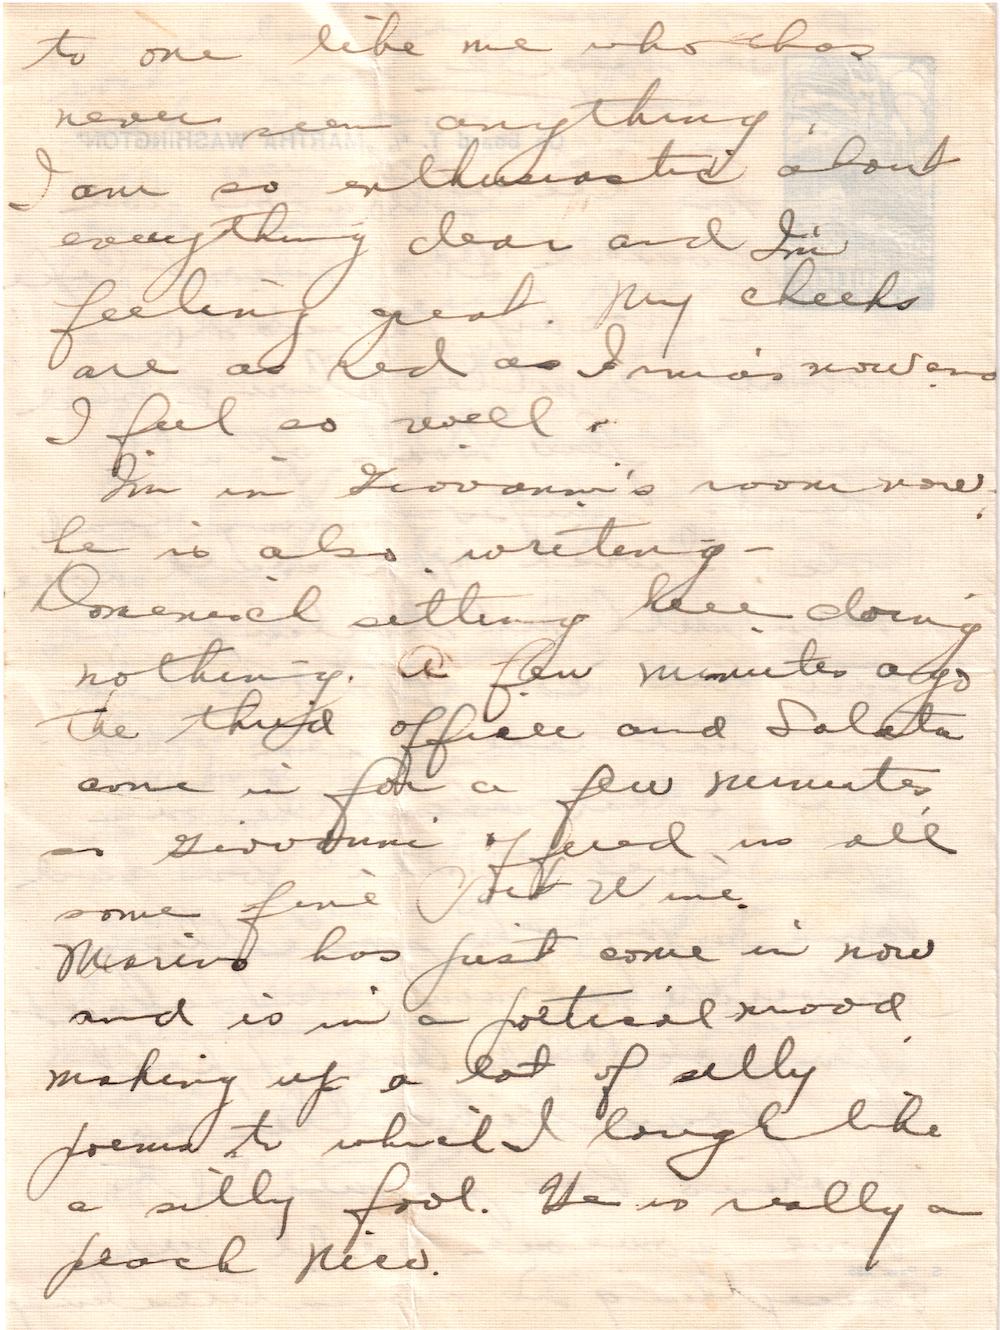 to one like me who has
never seen anything.
I am so enthusiastic about
everything dear and I'm
feeling great. My cheeks
are as red as Irma's now and
I feel so well.
I'm in Giovanni's room now,
he is also writing -
Domenick sitting here doing
nothing. A few minutes ago
the third officer and Salata
come in for a few minutes,
so Giovanni offered us all
some fine Port Wine.
Marino has just come in now
and is in a poetical mood,
making up a lot of silly
poems to which I laugh like
a silly fool. He is really a
peach Nico.
MARTHA WASHINGTON"